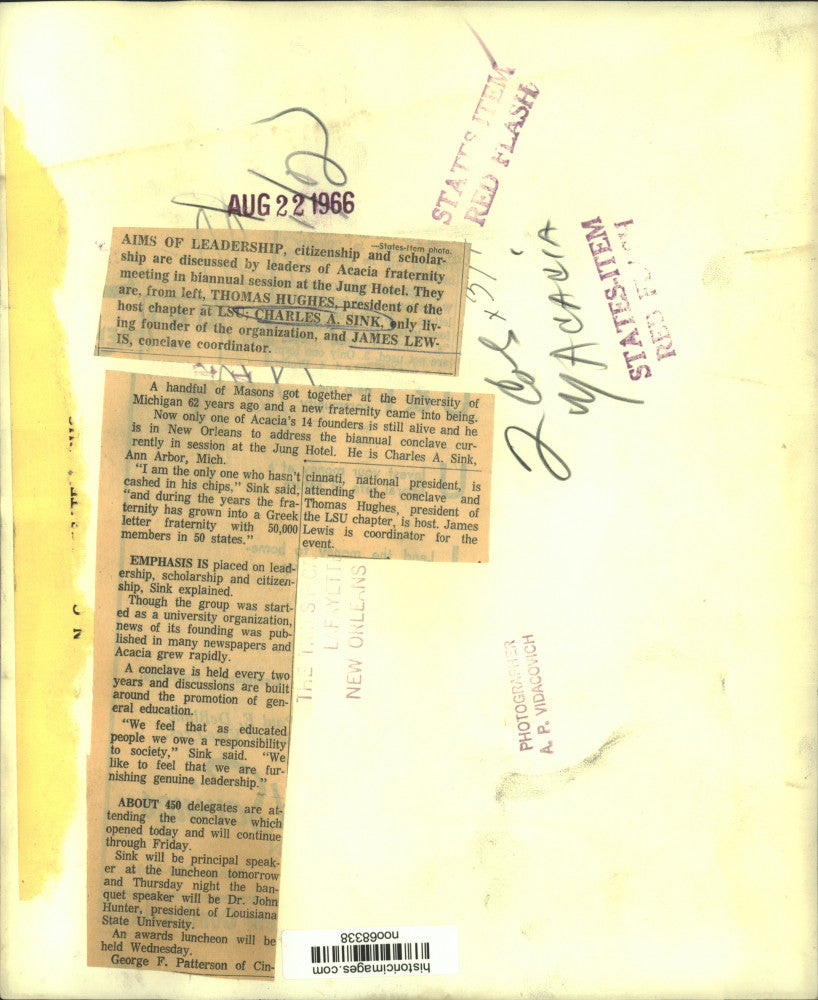 STATES-ITEM
RED FLASH
AUG 22 1966
STATES-ITEM
RED FLASH
2 Col x 3/
MACACIA
—States-Item photo.
AIMS OF LEADERSHIP, citizenship and scholar-
ship are discussed by leaders of Acacia fraternity
meeting in biannual session at the Jung Hotel. They
are, from left, THOMAS HUGHES, president of the
host chapter at LSU; CHARLES A. SINK, only liv-
ing founder of the organization, and JAMES LEW-
IS, conclave coordinator.
A handful of Masons got together at the University of
Michigan 62 years ago and a new fraternity came into being.
Now only one of Acacia's 14 founders is still alive and he
is in New Orleans to address the biannual conclave cur-
rently in session at the Jung Hotel. He is Charles A. Sink,
Ann Arbor, Mich.
"I am the only one who hasn't
cashed in his chips," Sink said,
"and during the years the fra-
ternity has grown into a Greek
letter fraternity with 50,000
members in 50 states."
EMPHASIS IS placed on lead-
ership, scholarship and citizen-
ship, Sink explained.
Though the group was start-
ed as a university organization,
news of its founding was pub-
lished in many newspapers and
Acacia grew rapidly.
A conclave is held every two
years and discussions are built
around the promotion of gen-
eral education.
"We feel that as educated
people we owe a responsibility
to society," Sink said. "We
like to feel that we are fur-
nishing genuine leadership."
ABOUT 450 delegates are at-
tending the conclave which
opened today and will continue
through Friday.
Sink will be principal speak-
er at the luncheon tomorrow
and Thursday night the ban-
quet speaker will be Dr. John
Hunter, president of Louisiana
State University.
An awards luncheon will be
held Wednesday.
George F. Patterson of Cin-
cinnati, national president, is
attending the conclave and
Thomas Hughes, president of
the LSU chapter, is host. James
Lewis is coordinator for the
event.
LAFAYETTE
NEW ORLEANS
PHOTOGRAPHER
A. P. VIDACOVICH
historicimages.com
noo68338